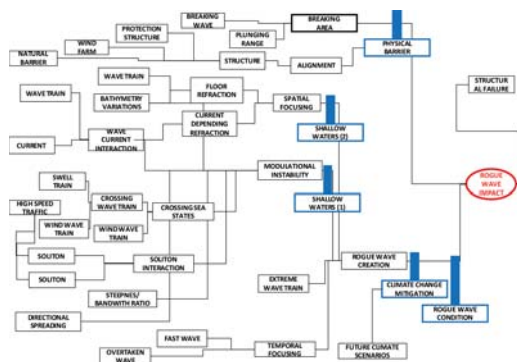 BREAKING
WAVE
BREAKING
AREA
PROTECTION
STRUCTURE
WIND
FARM
PLUNGING
RANGE
PHYSICAL
BARRIER
NATURAL
BARRIER
STRUCTURE
ALIGNMENT
WAVE TRAIN
FLOOR
REFRACTION
STRUCTUR
AL FAILURE
WAVE TRAIN
BATHYMETRY
VARIATIONS
SPATIAL
FOCUSING
CURRENT
DEPENDING
REFRACTION
CURRENT
WAVE
CURRENT
INTERACTION
SHALLOW
WATERS (2)
MODULATIONAL
INSTABILITY
SWELL
TRAIN
ROGUE
WAVE
IMPACT
HIGH SPEED
TRAFFIC
CROSSING
WAVE TRAIN
CROSSING SEA
STATES
SHALLOW
WATERS (1)
WIND WAVE
TRAIN
WIND WAVE
TRAIN
SOLITON
SOLITON
INTERACTION
ROGUE WAVE
CREATION
SOLITON
EXTREME
WAVE TRAIN
CLIMATE CHANGE
MITIGATION
STEEPNES/
BANDWITH RATIO
ROGUE WAVE
CONDITION
DIRECTIONAL
SPREADING
FAST WAVE
TEMPORAL
FOCUSING
FUTURE CLIMATE
SCENARIOS
OVERTAKEN
WAVE